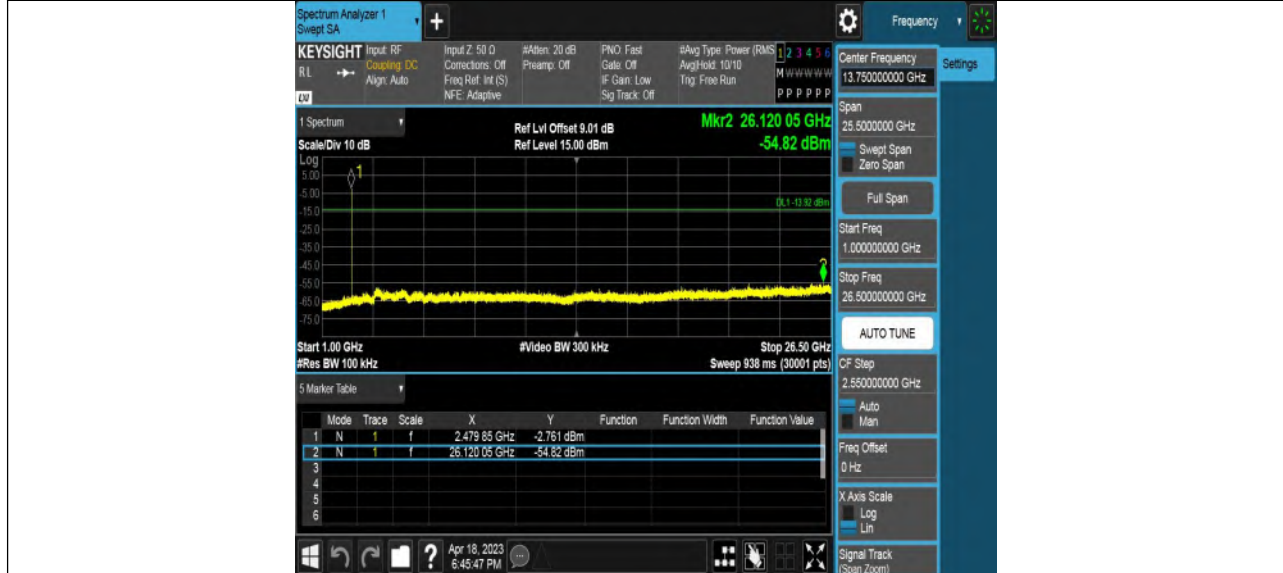 Spectrum Analyzer 1
Swept SA
+
Frequency
KEYSIGHT
RL
Input: RF
Coupling: DC
Align: Auto
Input Z: 50 Ω
Corrections: Off
Freq Ref: Int (S)
NFE: Adaptive
#Atten: 20 dB
Preamp: Off
PNO: Fast
Gate: Off
IF Gain: Low
Sig Track: Off
#Avg Type: Power (RMS
Avg|Hold: 10/10
Trig: Free Run
1 2 3 4 5 6
M W W W W W
P P P P P P
1 Spectrum
Scale/Div 10 dB
Ref Lvl Offset 9.01 dB
Ref Level 15.00 dBm
Mkr2 26.120 05 GHz
-54.82 dBm
Log
5.00
-5.00
-15.0
-25.0
-35.0
-45.0
-55.0
-65.0
-75.0
1
DL1 -13.92 dBm
2
Start 1.00 GHz
#Res BW 100 kHz
#Video BW 300 kHz
Stop 26.50 GHz
Sweep 938 ms (30001 pts)
5 Marker Table
Mode Trace Scale X Y Function Function Width Function Value
1 N 1 f 2.479 85 GHz -2.761 dBm
2 N 1 f 26.120 05 GHz -54.82 dBm
3
4
5
6
Apr 18, 2023
6:45:47 PM
?
Center Frequency
13.750000000 GHz
Settings
Span
25.5000000 GHz
Swept Span
Zero Span
Full Span
Start Freq
1.000000000 GHz
Stop Freq
26.500000000 GHz
AUTO TUNE
CF Step
2.550000000 GHz
Auto
Man
Freq Offset
0 Hz
X Axis Scale
Log
Lin
Signal Track
(Span Zoom)